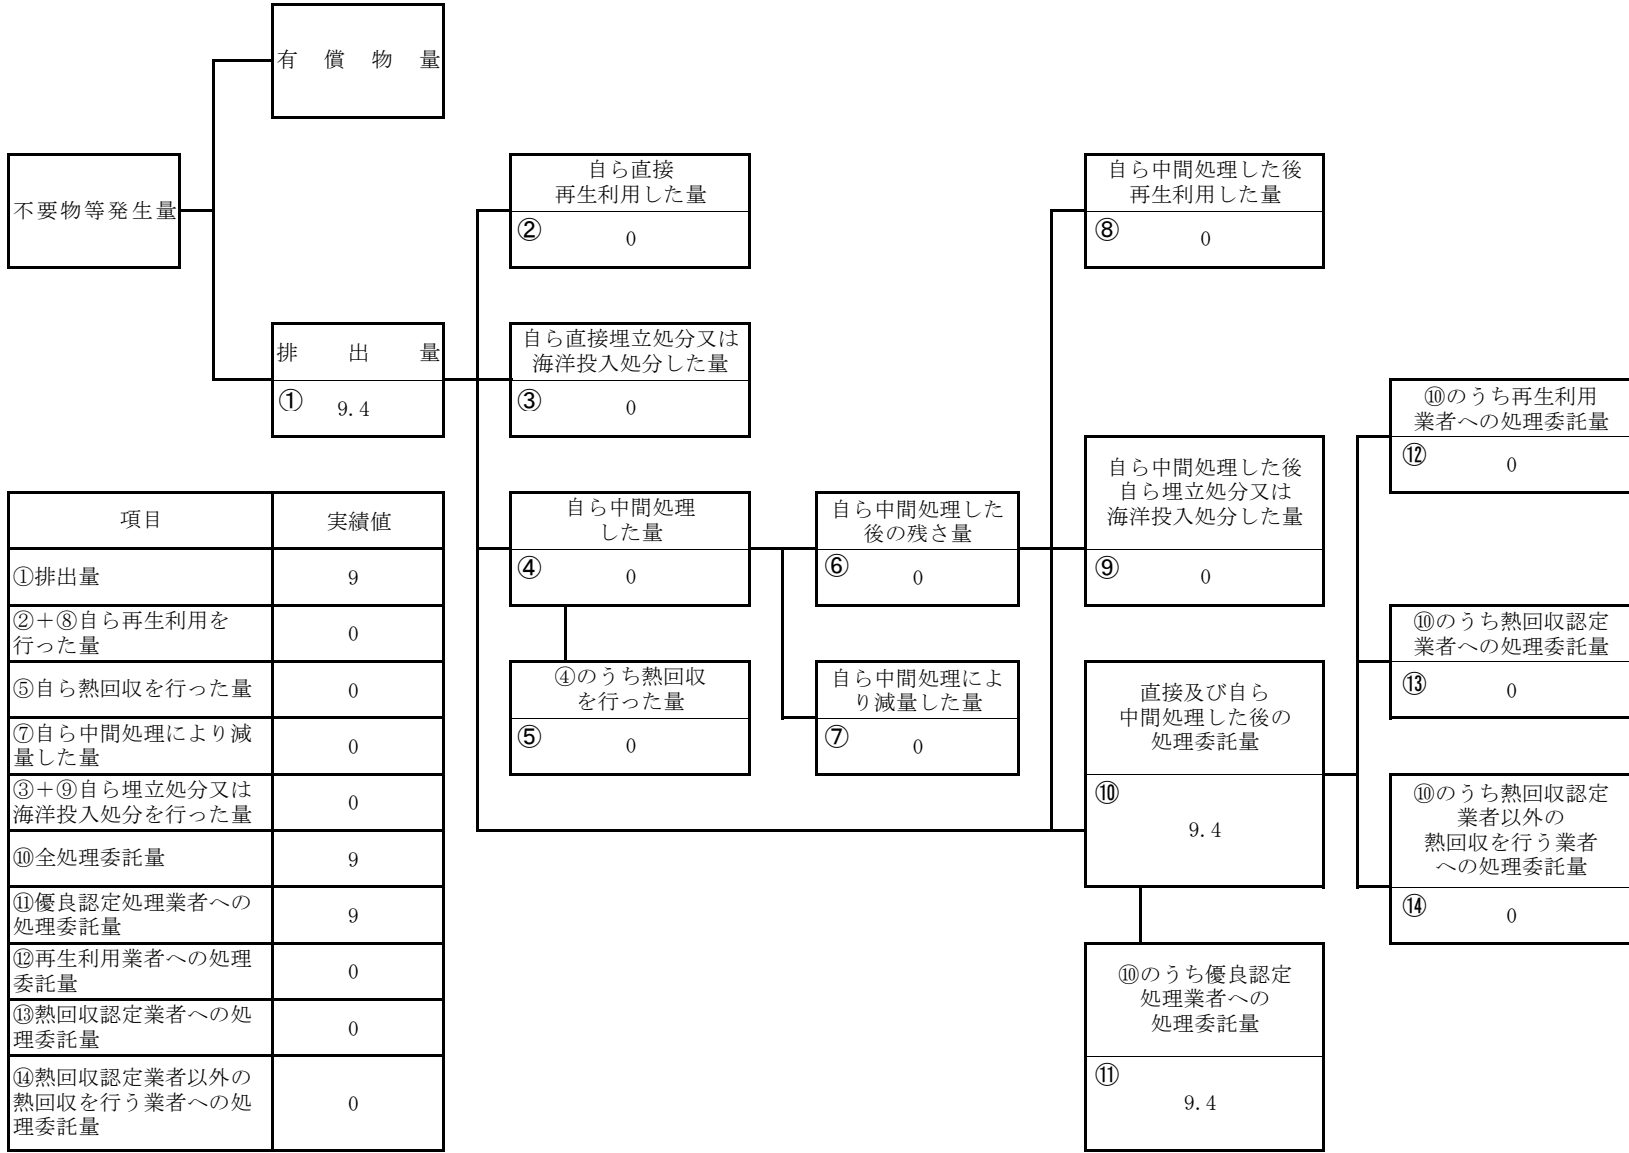 有償物量
不要物等発生量
排出量
① 9.4
自ら直接
再生利用した量
② 0
自ら直接埋立処分又は
海洋投入処分した量
③ 0
自ら中間処理
した量
④ 0
④のうち熱回収
を行った量
⑤ 0
自ら中間処理した
後の残さ量
⑥ 0
自ら中間処理によ
り減量した量
⑦ 0
自ら中間処理した後
再生利用した量
⑧ 0
自ら中間処理した後
自ら埋立処分又は
海洋投入処分した量
⑨ 0
直接及び自ら
中間処理した後の
処理委託量
⑩
9.4
⑩のうち優良認定
処理業者への
処理委託量
⑪
9.4
⑩のうち再生利用
業者への処理委託量
⑫ 0
⑩のうち熱回収認定
業者への処理委託量
⑬ 0
⑩のうち熱回収認定
業者以外の
熱回収を行う業者
への処理委託量
⑭ 0
項目 実績値
①排出量 9
②+⑧自ら再生利用を
行った量 0
⑤自ら熱回収を行った量 0
⑦自ら中間処理により減
量した量 0
③+⑨自ら埋立処分又は
海洋投入処分を行った量 0
⑩全処理委託量 9
⑪優良認定処理業者への
処理委託量 9
⑫再生利用業者への処理
委託量 0
⑬熱回収認定業者への処
理委託量 0
⑭熱回収認定業者以外の
熱回収を行う業者への処 0
理委託量